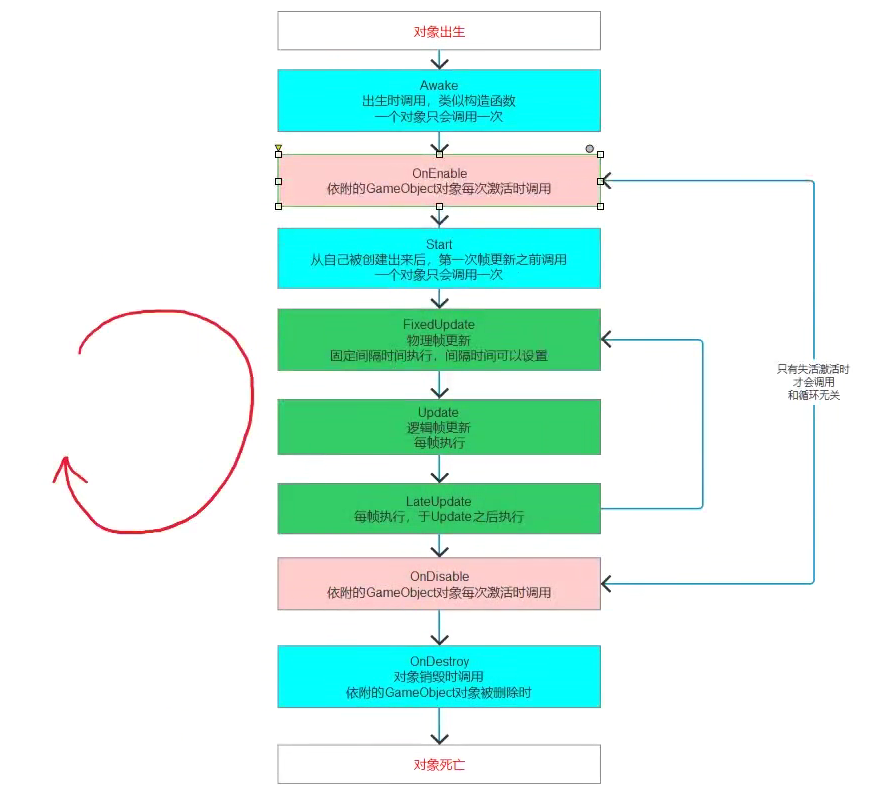 对象出生
Awake
出生时调用，类似构造函数
一个对象只会调用一次
OnEnable
依附的GameObject对象每次激活时调用
Start
从自己被创建出来后，第一次帧更新之前调用
一个对象只会调用一次
FixedUpdate
物理帧更新
固定间隔时间执行，间隔时间可以设置
Update
逻辑帧更新
每帧执行
LateUpdate
每帧执行，于Update之后执行
只有失活激活时
才会调用
和循环无关
OnDisable
依附的GameObject对象每次激活时调用
OnDestroy
对象销毁时调用
依附的GameObject对象被删除时
对象死亡